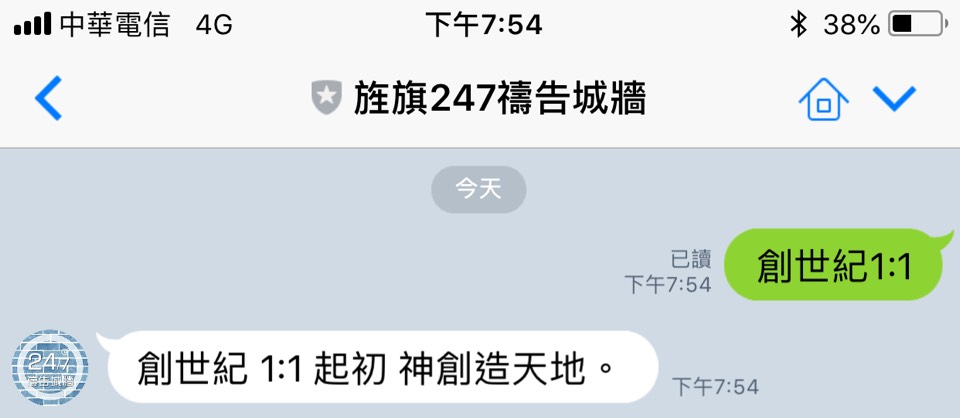 中華電信 4G 下午7:54 38%
旌旗247禱告城牆
今天
已讀
下午7:54
創世紀1:1
247
禱告城牆
創世紀 1:1 起初 神創造天地。
下午7:54